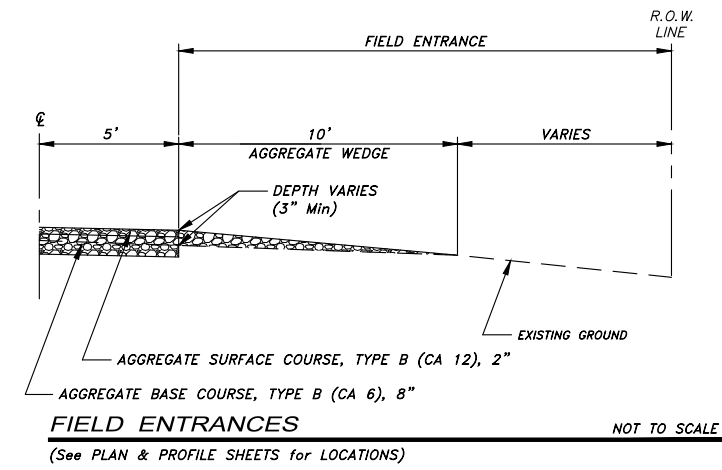 R.O.W.
LINE
FIELD ENTRANCE
℄
5'
10'
VARIES
AGGREGATE WEDGE
DEPTH VARIES
(3" Min)
EXISTING GROUND
AGGREGATE SURFACE COURSE, TYPE B (CA 12), 2"
AGGREGATE BASE COURSE, TYPE B (CA 6), 8"
FIELD ENTRANCES
NOT TO SCALE
(See PLAN & PROFILE SHEETS for LOCATIONS)